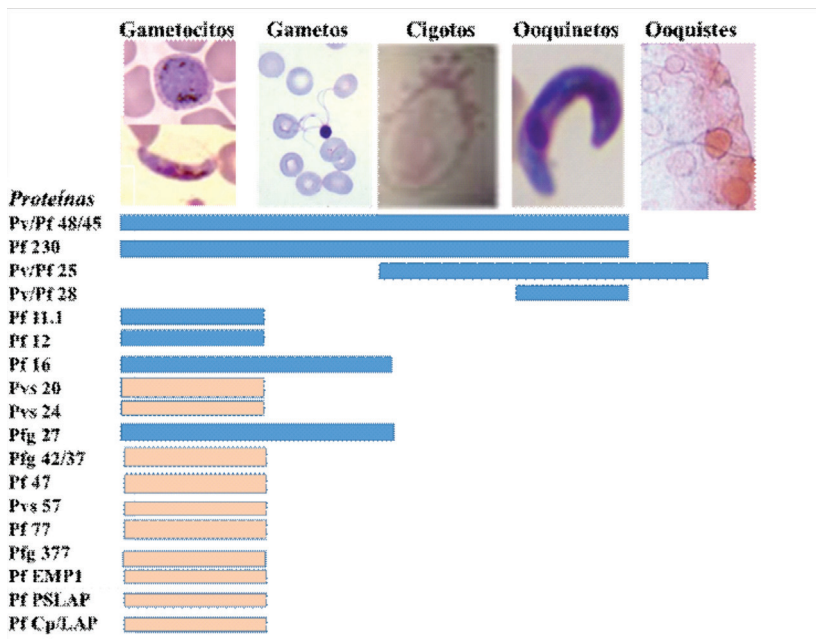 Gametocitos Gametos Cigotos Ooquinetos Ooquistes
Proteínas
Pv/Pf 48/45
Pf 230
Pv/Pf 25
Pv/Pf 28
Pf 11.1
Pf 12
Pf 16
Pvs 20
Pvs 24
Pfg 27
Pfg 42/37
Pf 47
Pvs 57
Pf 77
Pfg 377
Pf EMP1
Pf PSLAP
Pf Cp/LAP